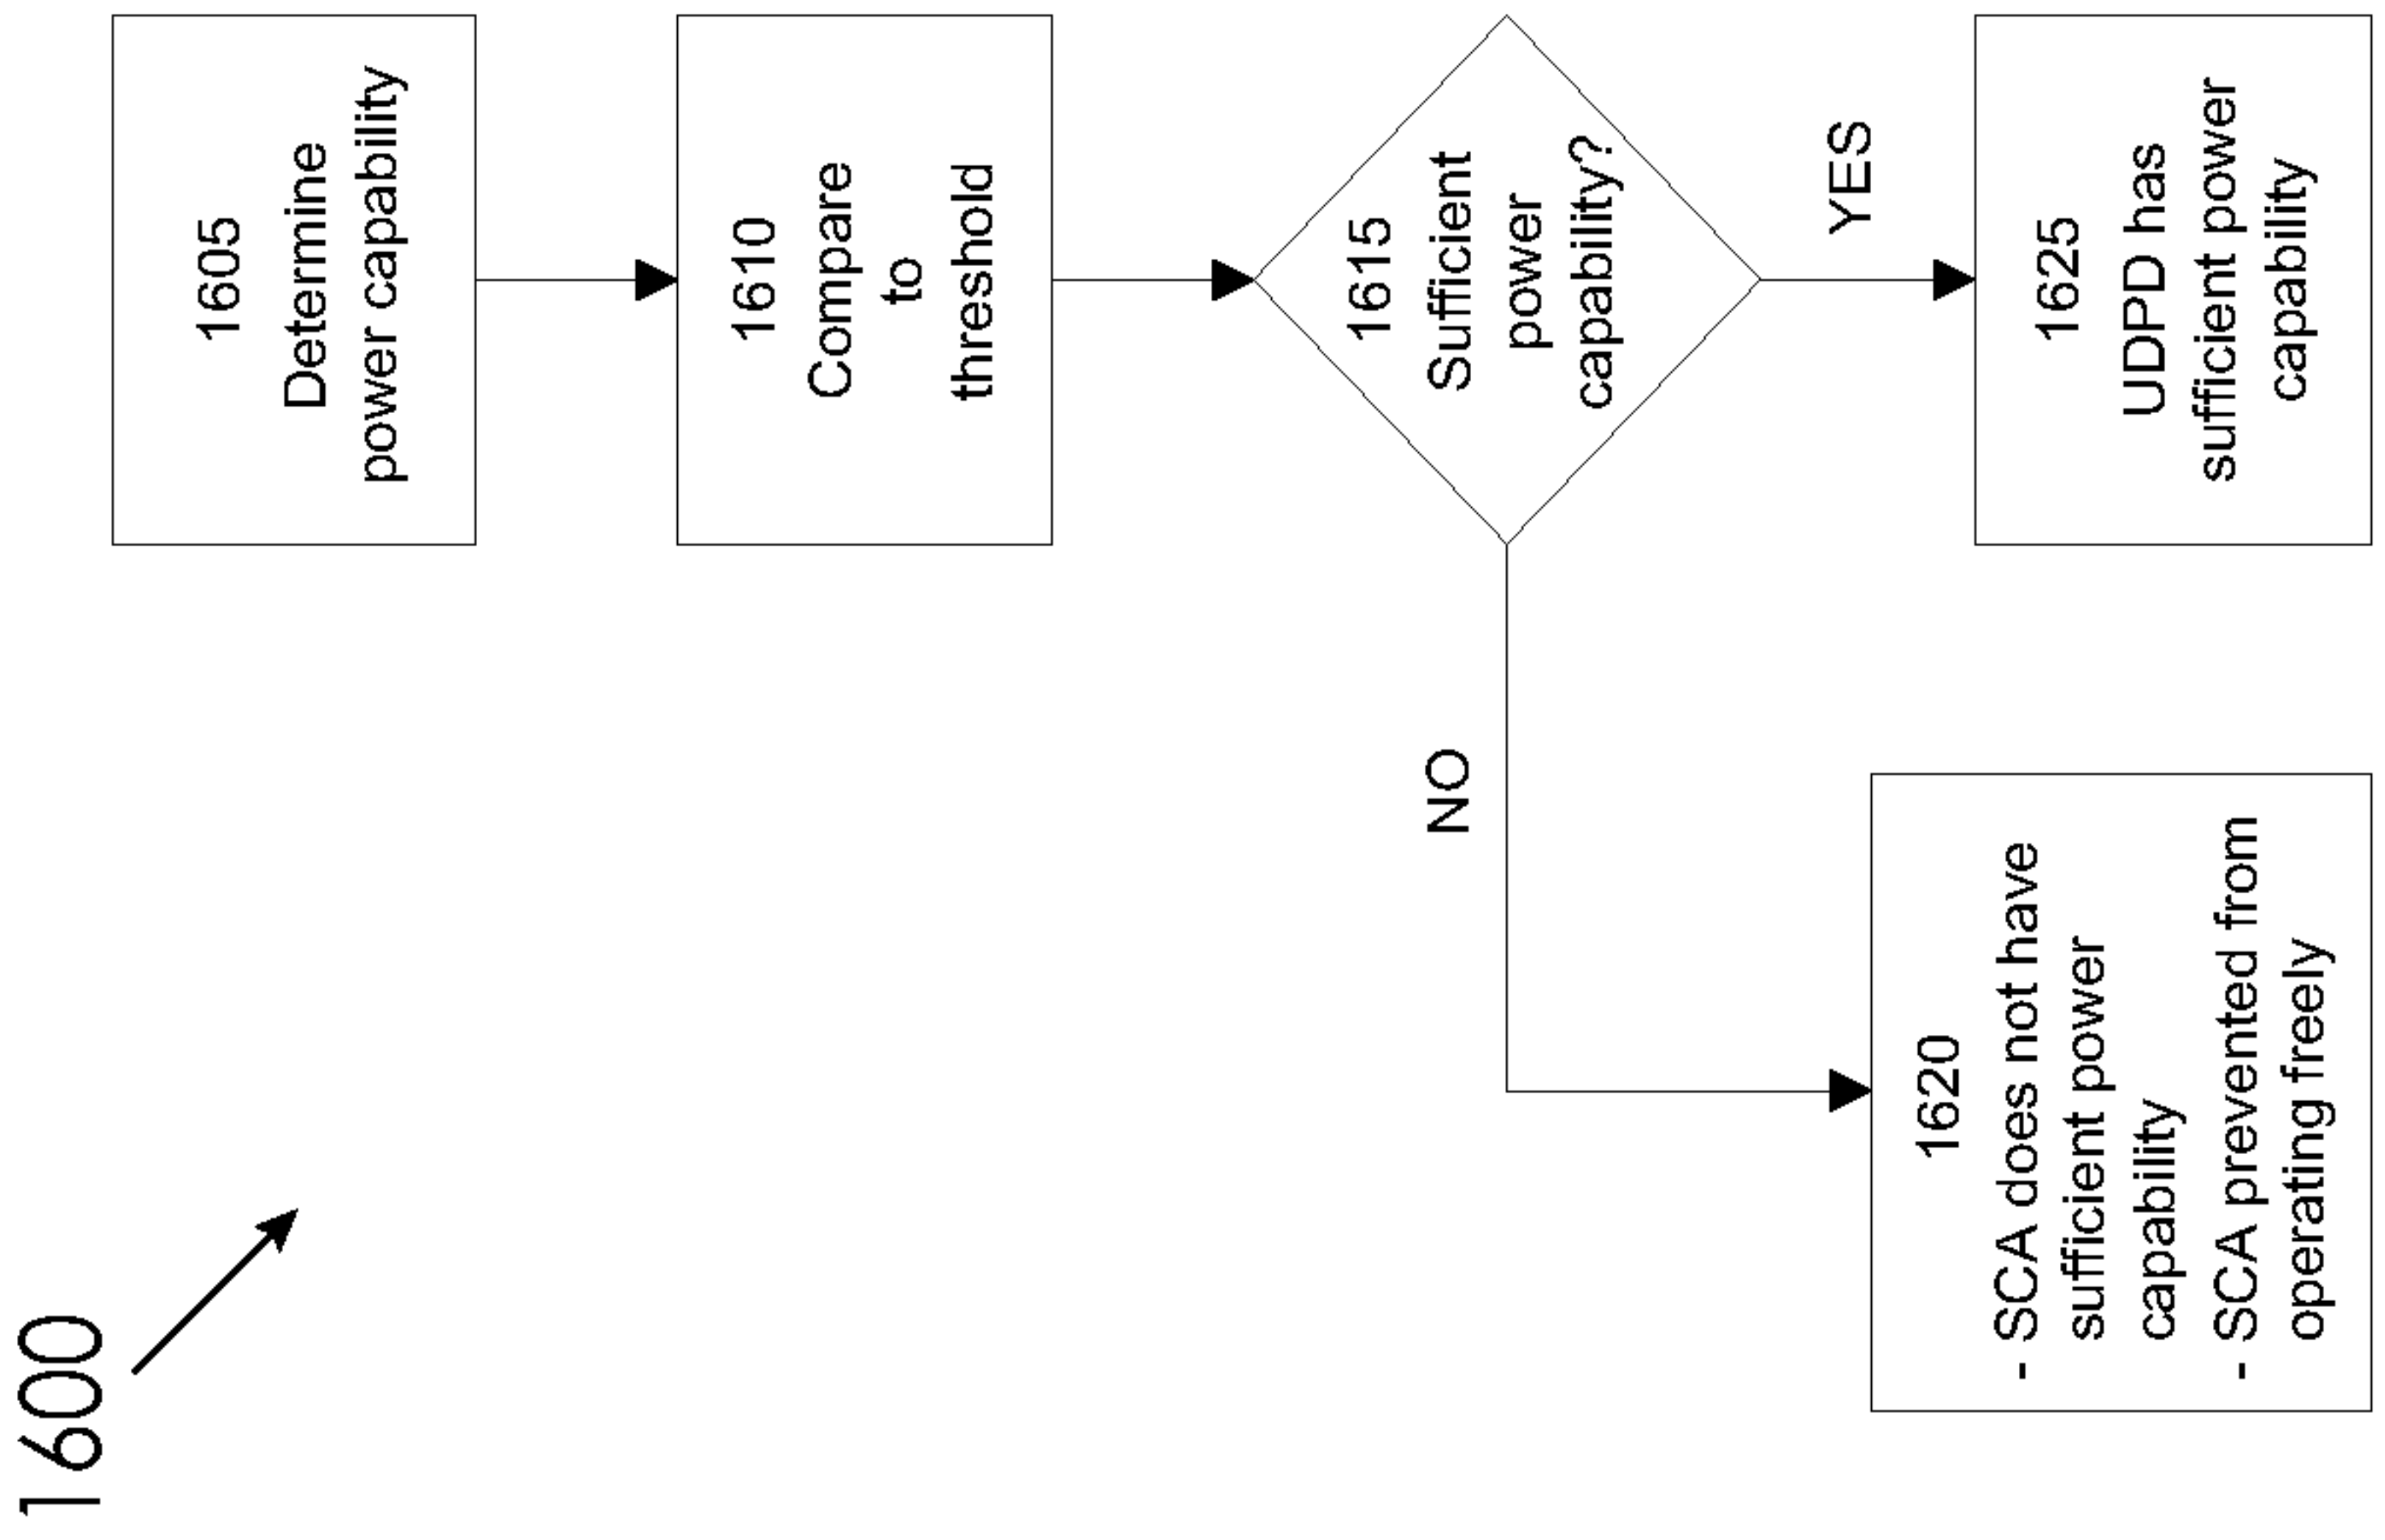 1600
1605
Determine
power capability
1610
Compare
to
threshold
1615
Sufficient
power
capability?
NO
YES
1620
- SCA does not have
sufficient power
capability
- SCA prevented from
operating freely
1625
UDPD has
sufficient power
capability